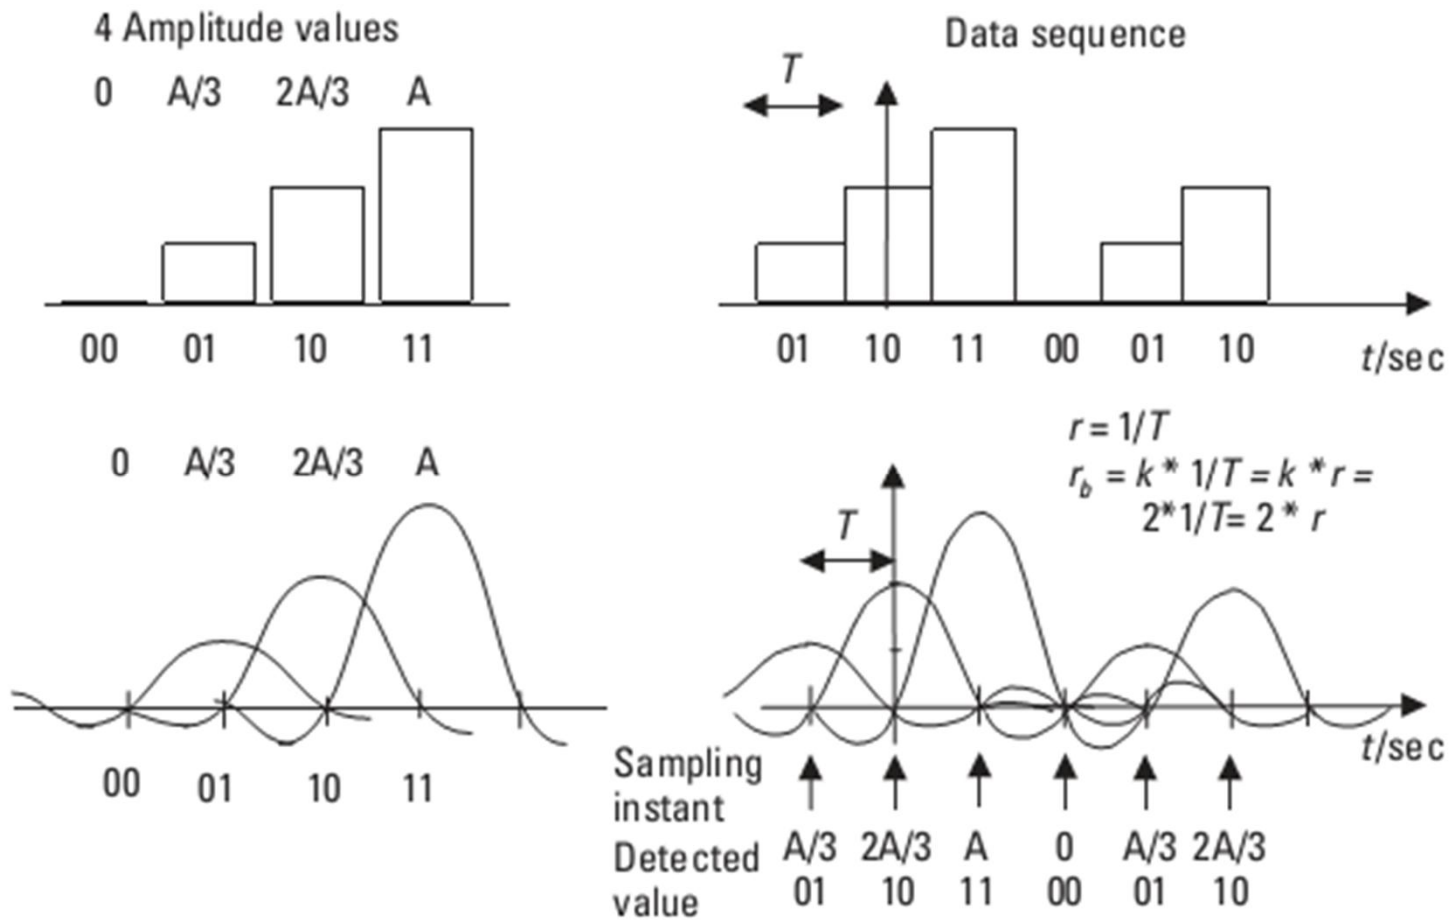 4 Amplitude values
0 A/3 2A/3 A
00 01 10 11
Data sequence
T
01 10 11 00 01 10 t/sec
0 A/3 2A/3 A
00 01 10 11
r = 1/T
r_b = k * 1/T = k * r =
2*1/T= 2 * r
T
t/sec
Sampling
instant
Detected A/3 2A/3 A 0 A/3 2A/3
value 01 10 11 00 01 10